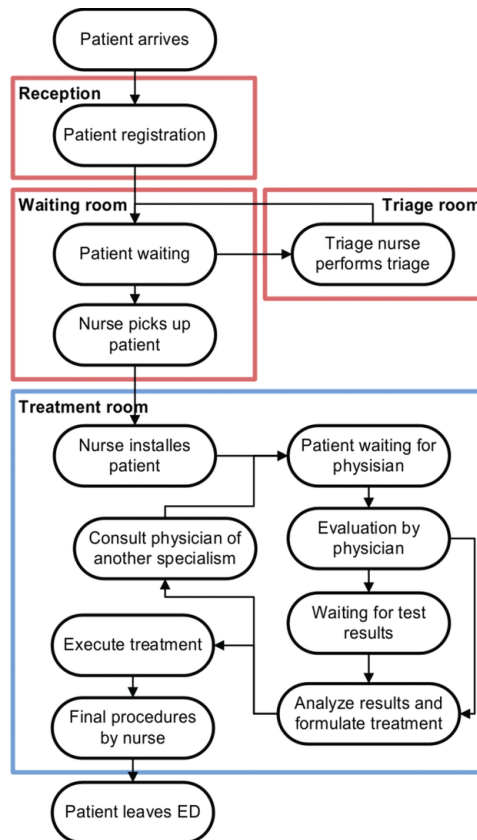 Patient arrives
Reception
Patient registration
Waiting room
Triage room
Patient waiting
Triage nurse
performs triage
Nurse picks up
patient
Treatment room
Nurse installes
patient
Patient waiting for
physisian
Consult physician of
another specialism
Evaluation by
physician
Waiting for test
results
Execute treatment
Analyze results and
formulate treatment
Final procedures
by nurse
Patient leaves ED